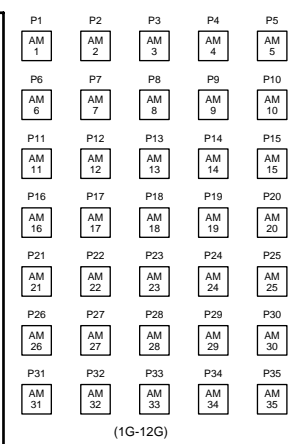 P1 P2 P3 P4 P5
AM AM AM AM AM
1 2 3 4 5
P6 P7 P8 P9 P10
AM AM AM AM AM
6 7 8 9 10
P11 P12 P13 P14 P15
AM AM AM AM AM
11 12 13 14 15
P16 P17 P18 P19 P20
AM AM AM AM AM
16 17 18 19 20
P21 P22 P23 P24 P25
AM AM AM AM AM
21 22 23 24 25
P26 P27 P28 P29 P30
AM AM AM AM AM
26 27 28 29 30
P31 P32 P33 P34 P35
AM AM AM AM AM
31 32 33 34 35
(1G-12G)